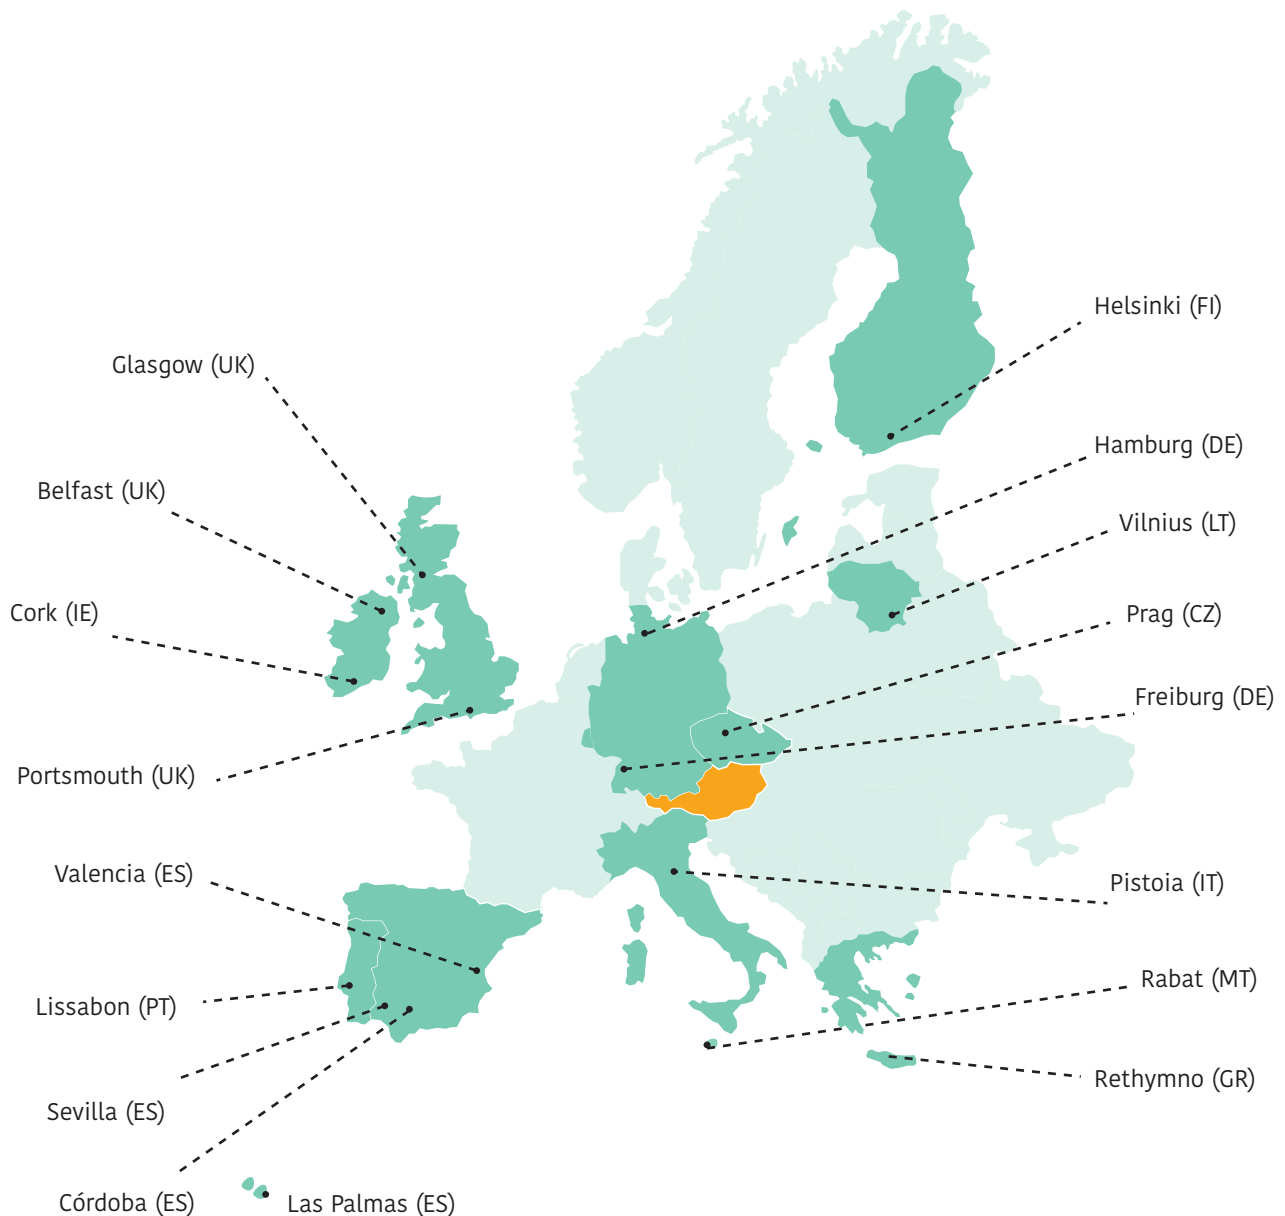 Helsinki (FI)
Glasgow (UK)
Hamburg (DE)
Belfast (UK)
Vilnius (LT)
Cork (IE)
Prag (CZ)
Freiburg (DE)
Portsmouth (UK)
Valencia (ES)
Pistoia (IT)
Rabat (MT)
Lissabon (PT)
Rethymno (GR)
Sevilla (ES)
Córdoba (ES)
Las Palmas (ES)